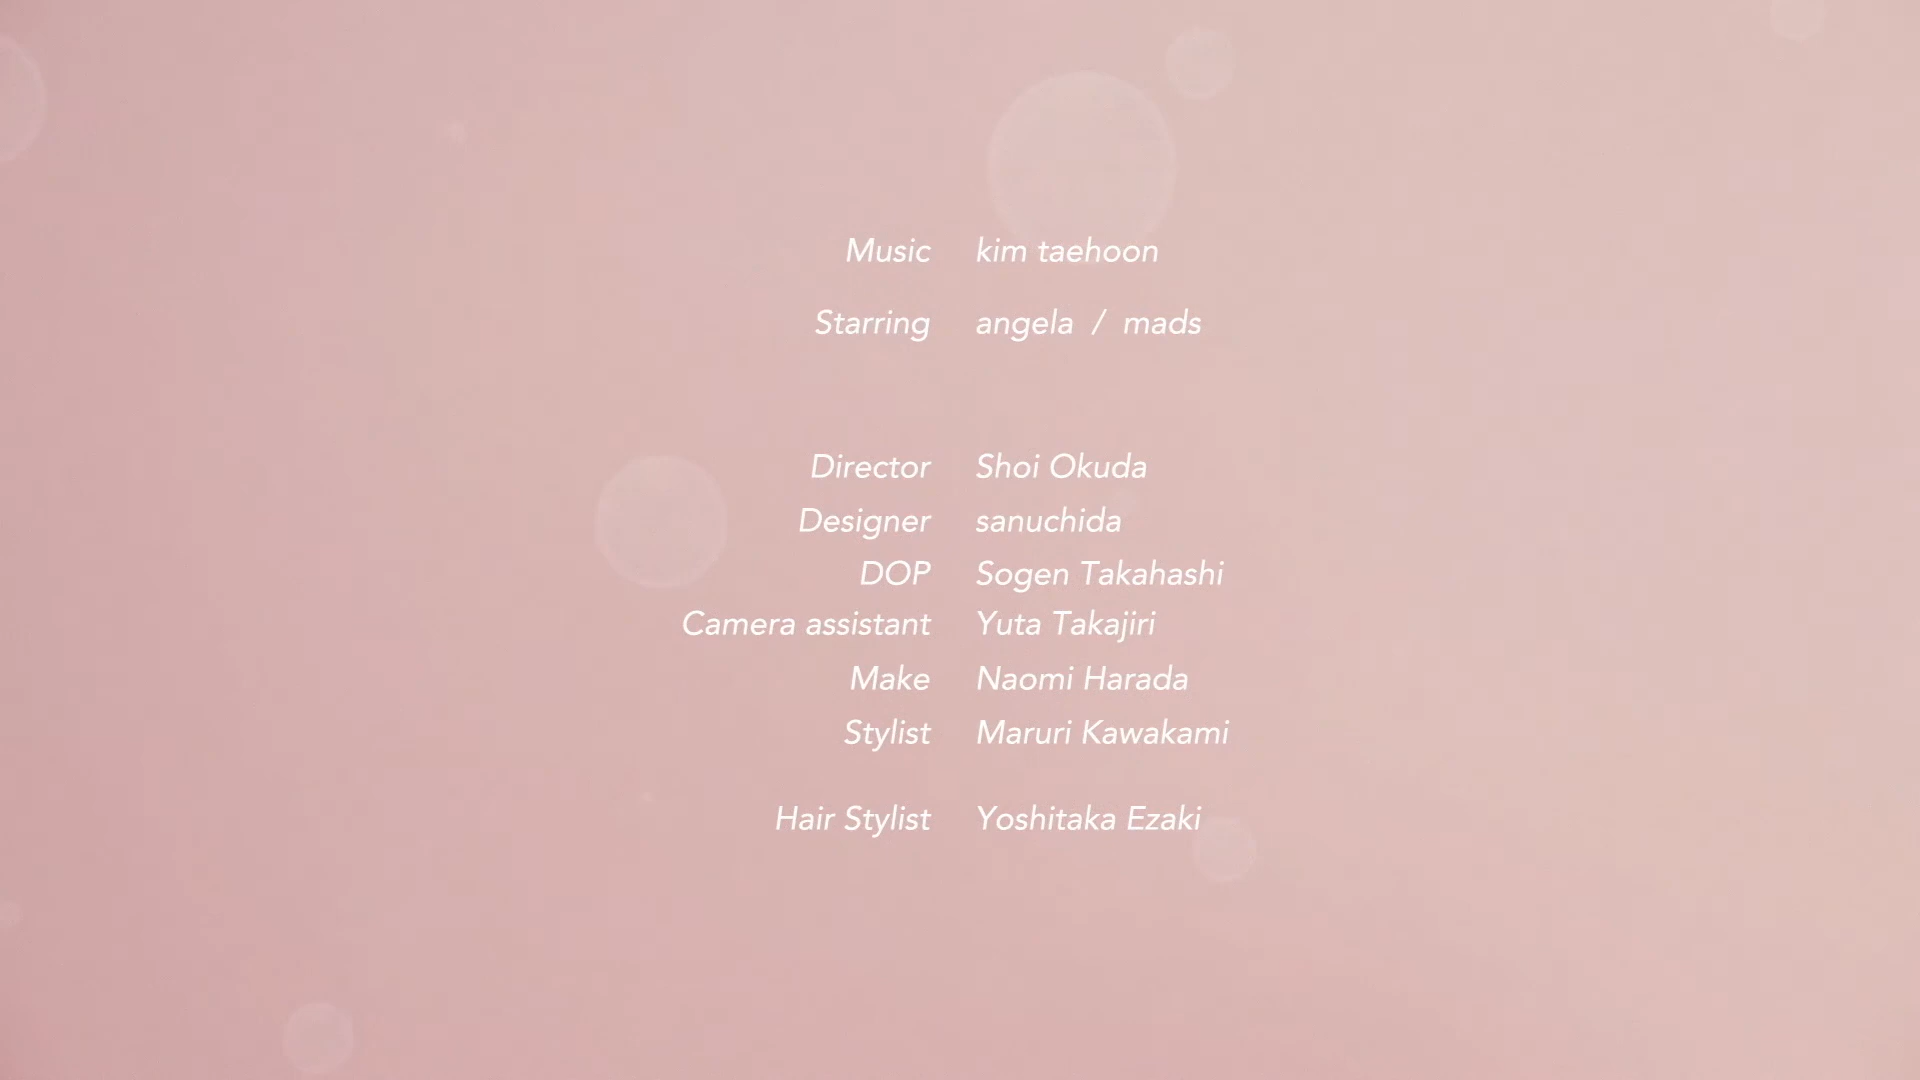 Music kim taehoon
Starring angela / mads
Director Shoi Okuda
Designer sanuchida
DOP Sogen Takahashi
Camera assistant Yuta Takajiri
Make Naomi Harada
Stylist Maruri Kawakami
Hair Stylist Yoshitaka Ezaki